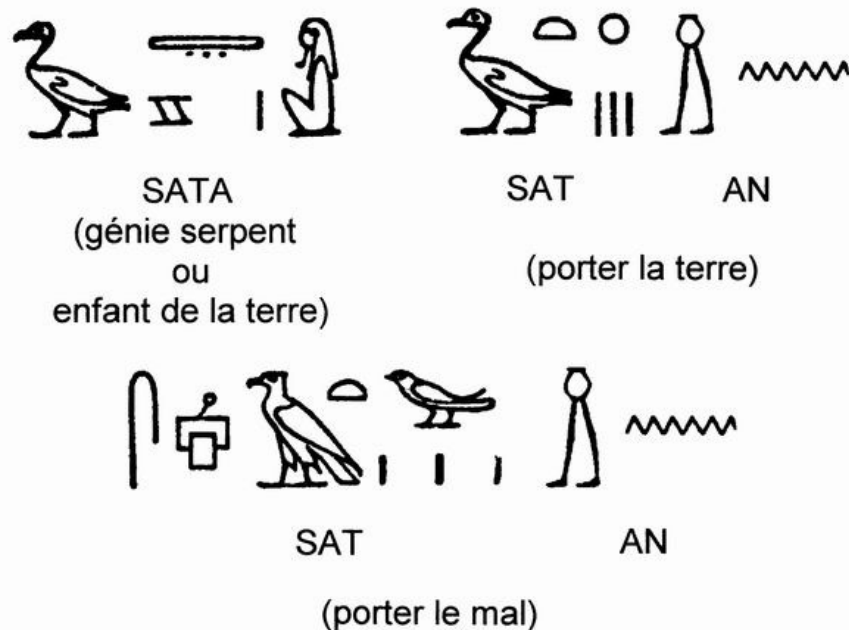 SATA
(génie serpent
ou
enfant de la terre)
SAT AN
(porter la terre)
SAT AN
(porter le mal)